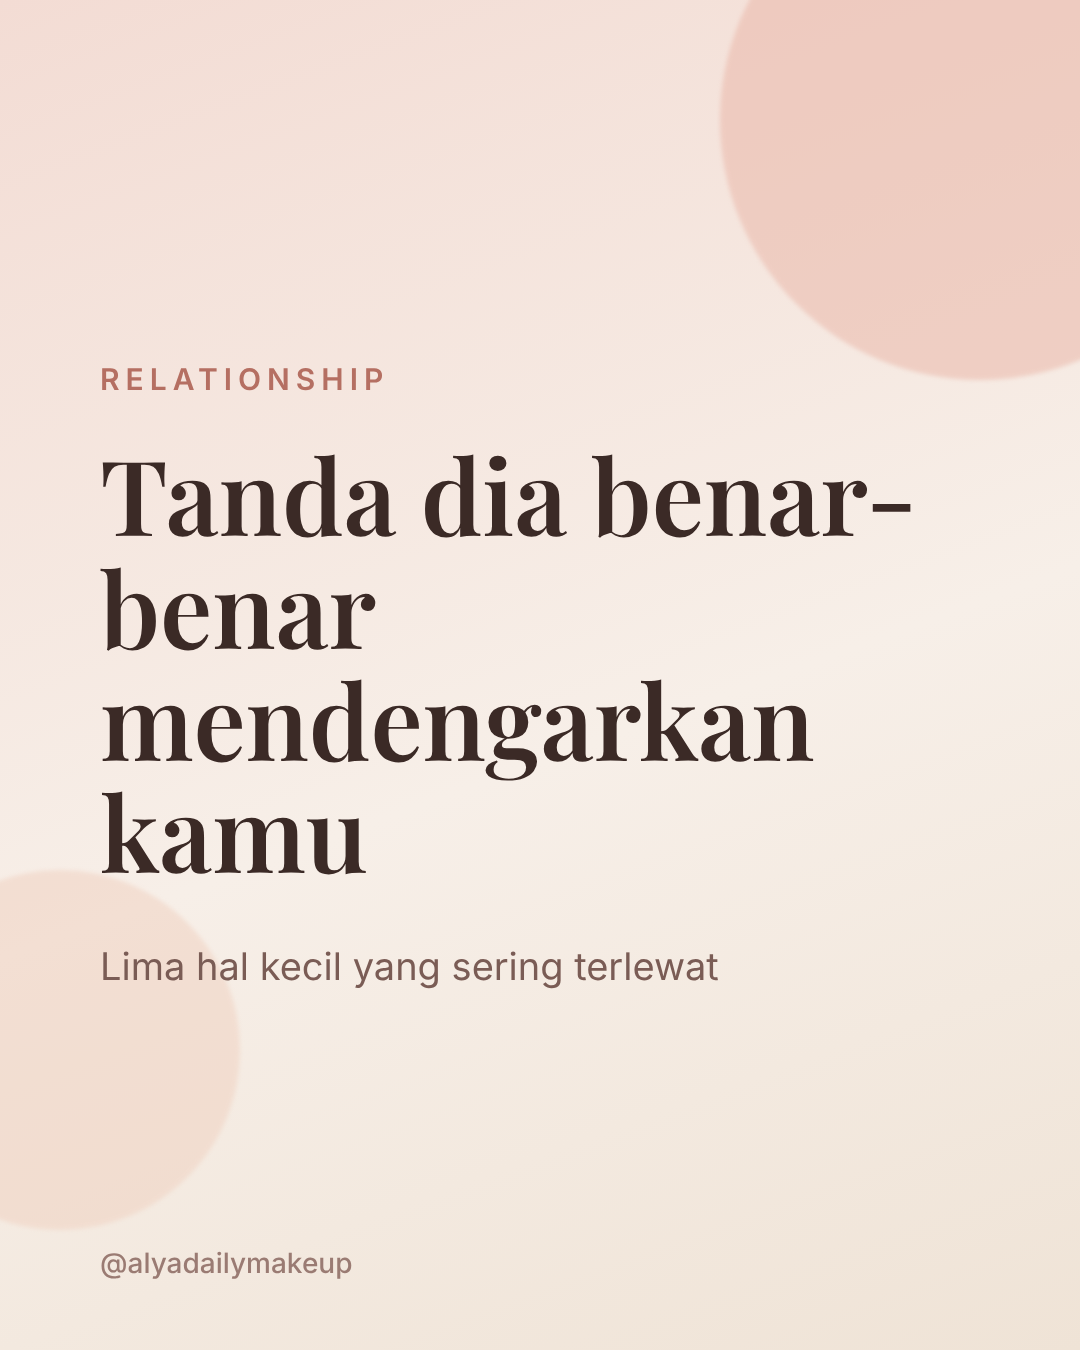 RELATIONSHIP
Tanda dia benar-
benar
mendengarkan
kamu
Lima hal kecil yang sering terlewat
@alyadailymakeup